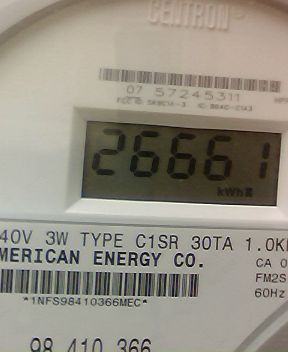 CENTRON
07 57245311
26661
kWh
40V 3W TYPE C1SR 30TA 1.0K
MERICAN ENERGY CO.
CA 0
FM2S
*1NFS98410366MEC*
60Hz
98 410 366